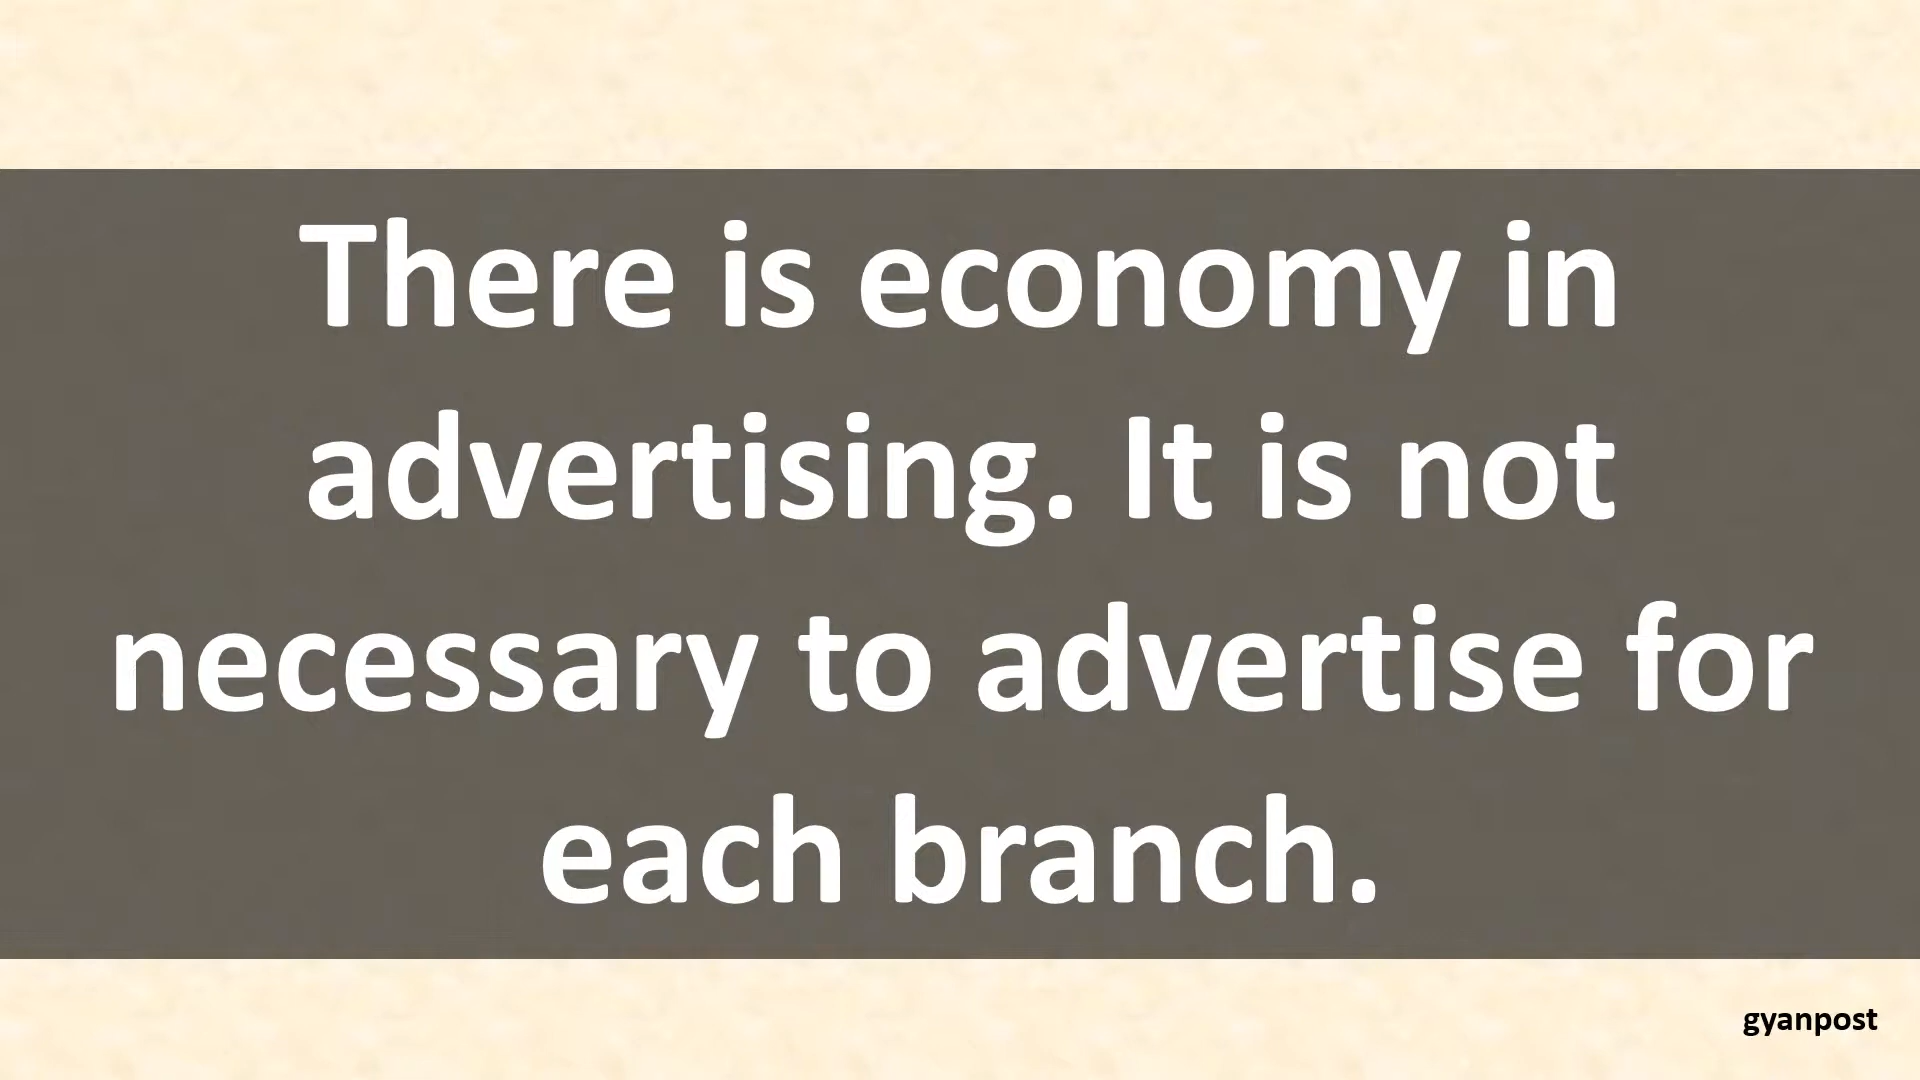 There is economy in
advertising. It is not
necessary to advertise for
each branch.
gyanpost